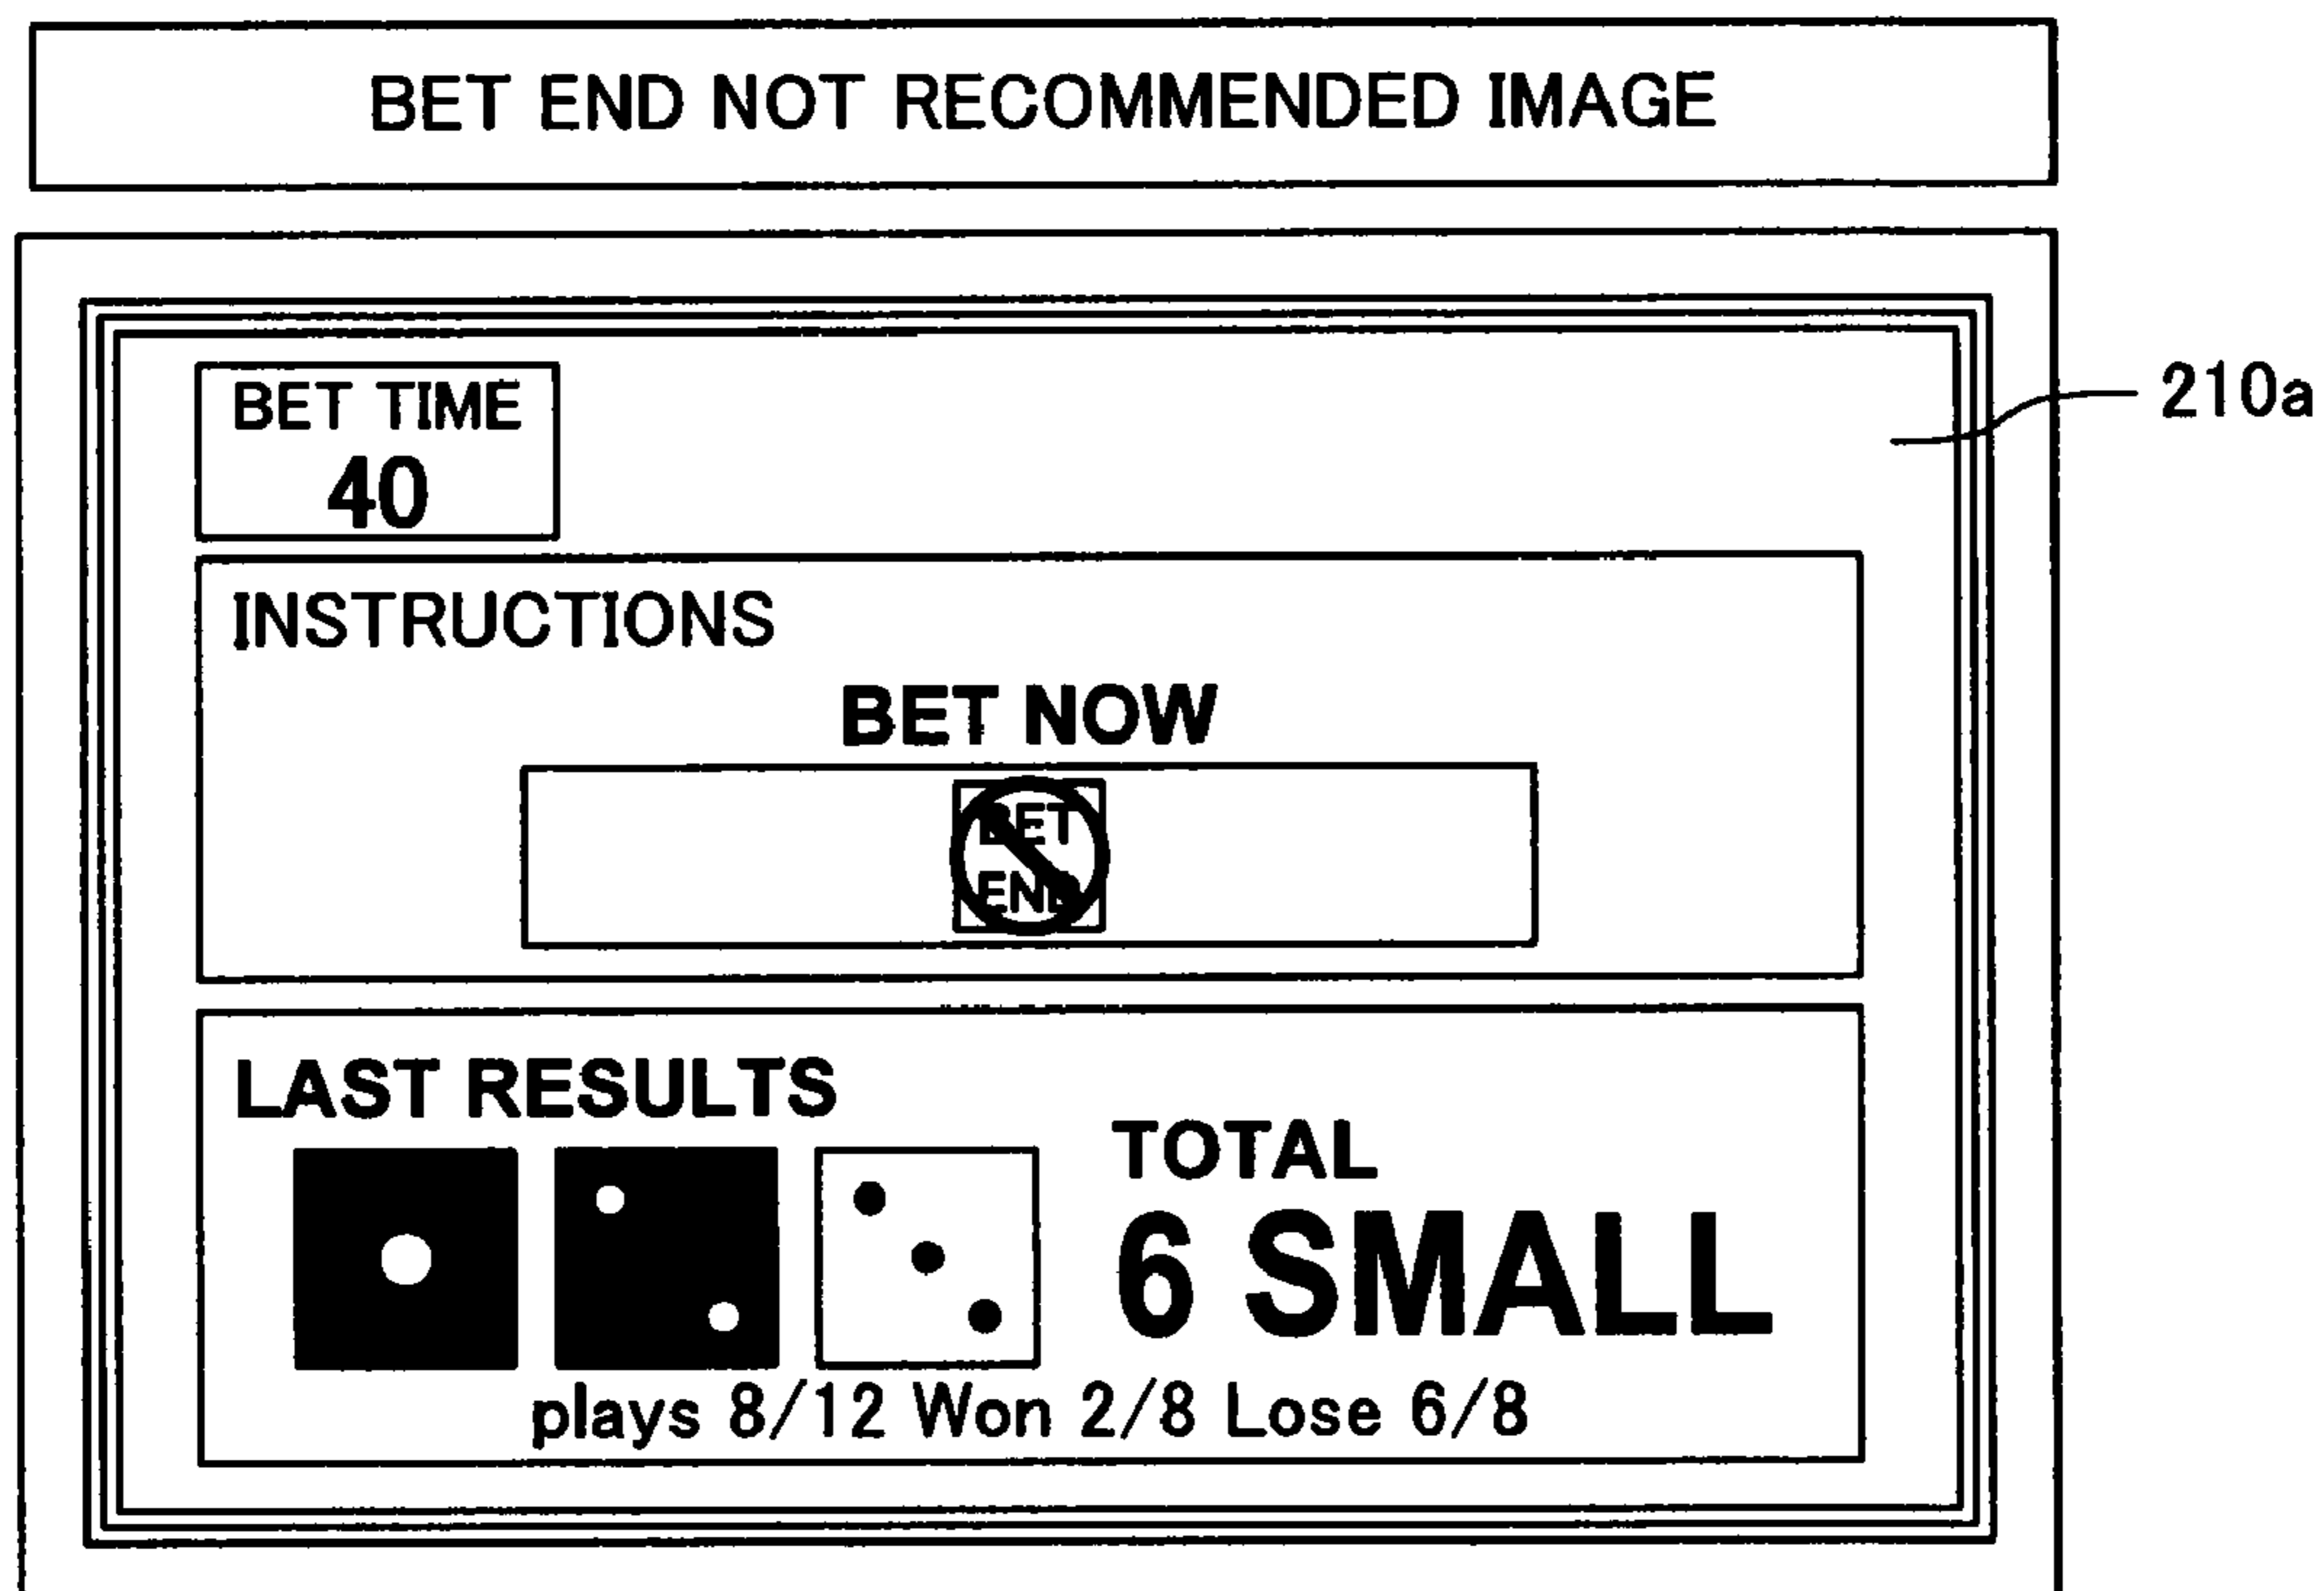 BET END NOT RECOMMENDED IMAGE
210a
BET TIME
40
INSTRUCTIONS
BET NOW
BET
END
LAST RESULTS
TOTAL
6 SMALL
plays 8/12 Won 2/8 Lose 6/8